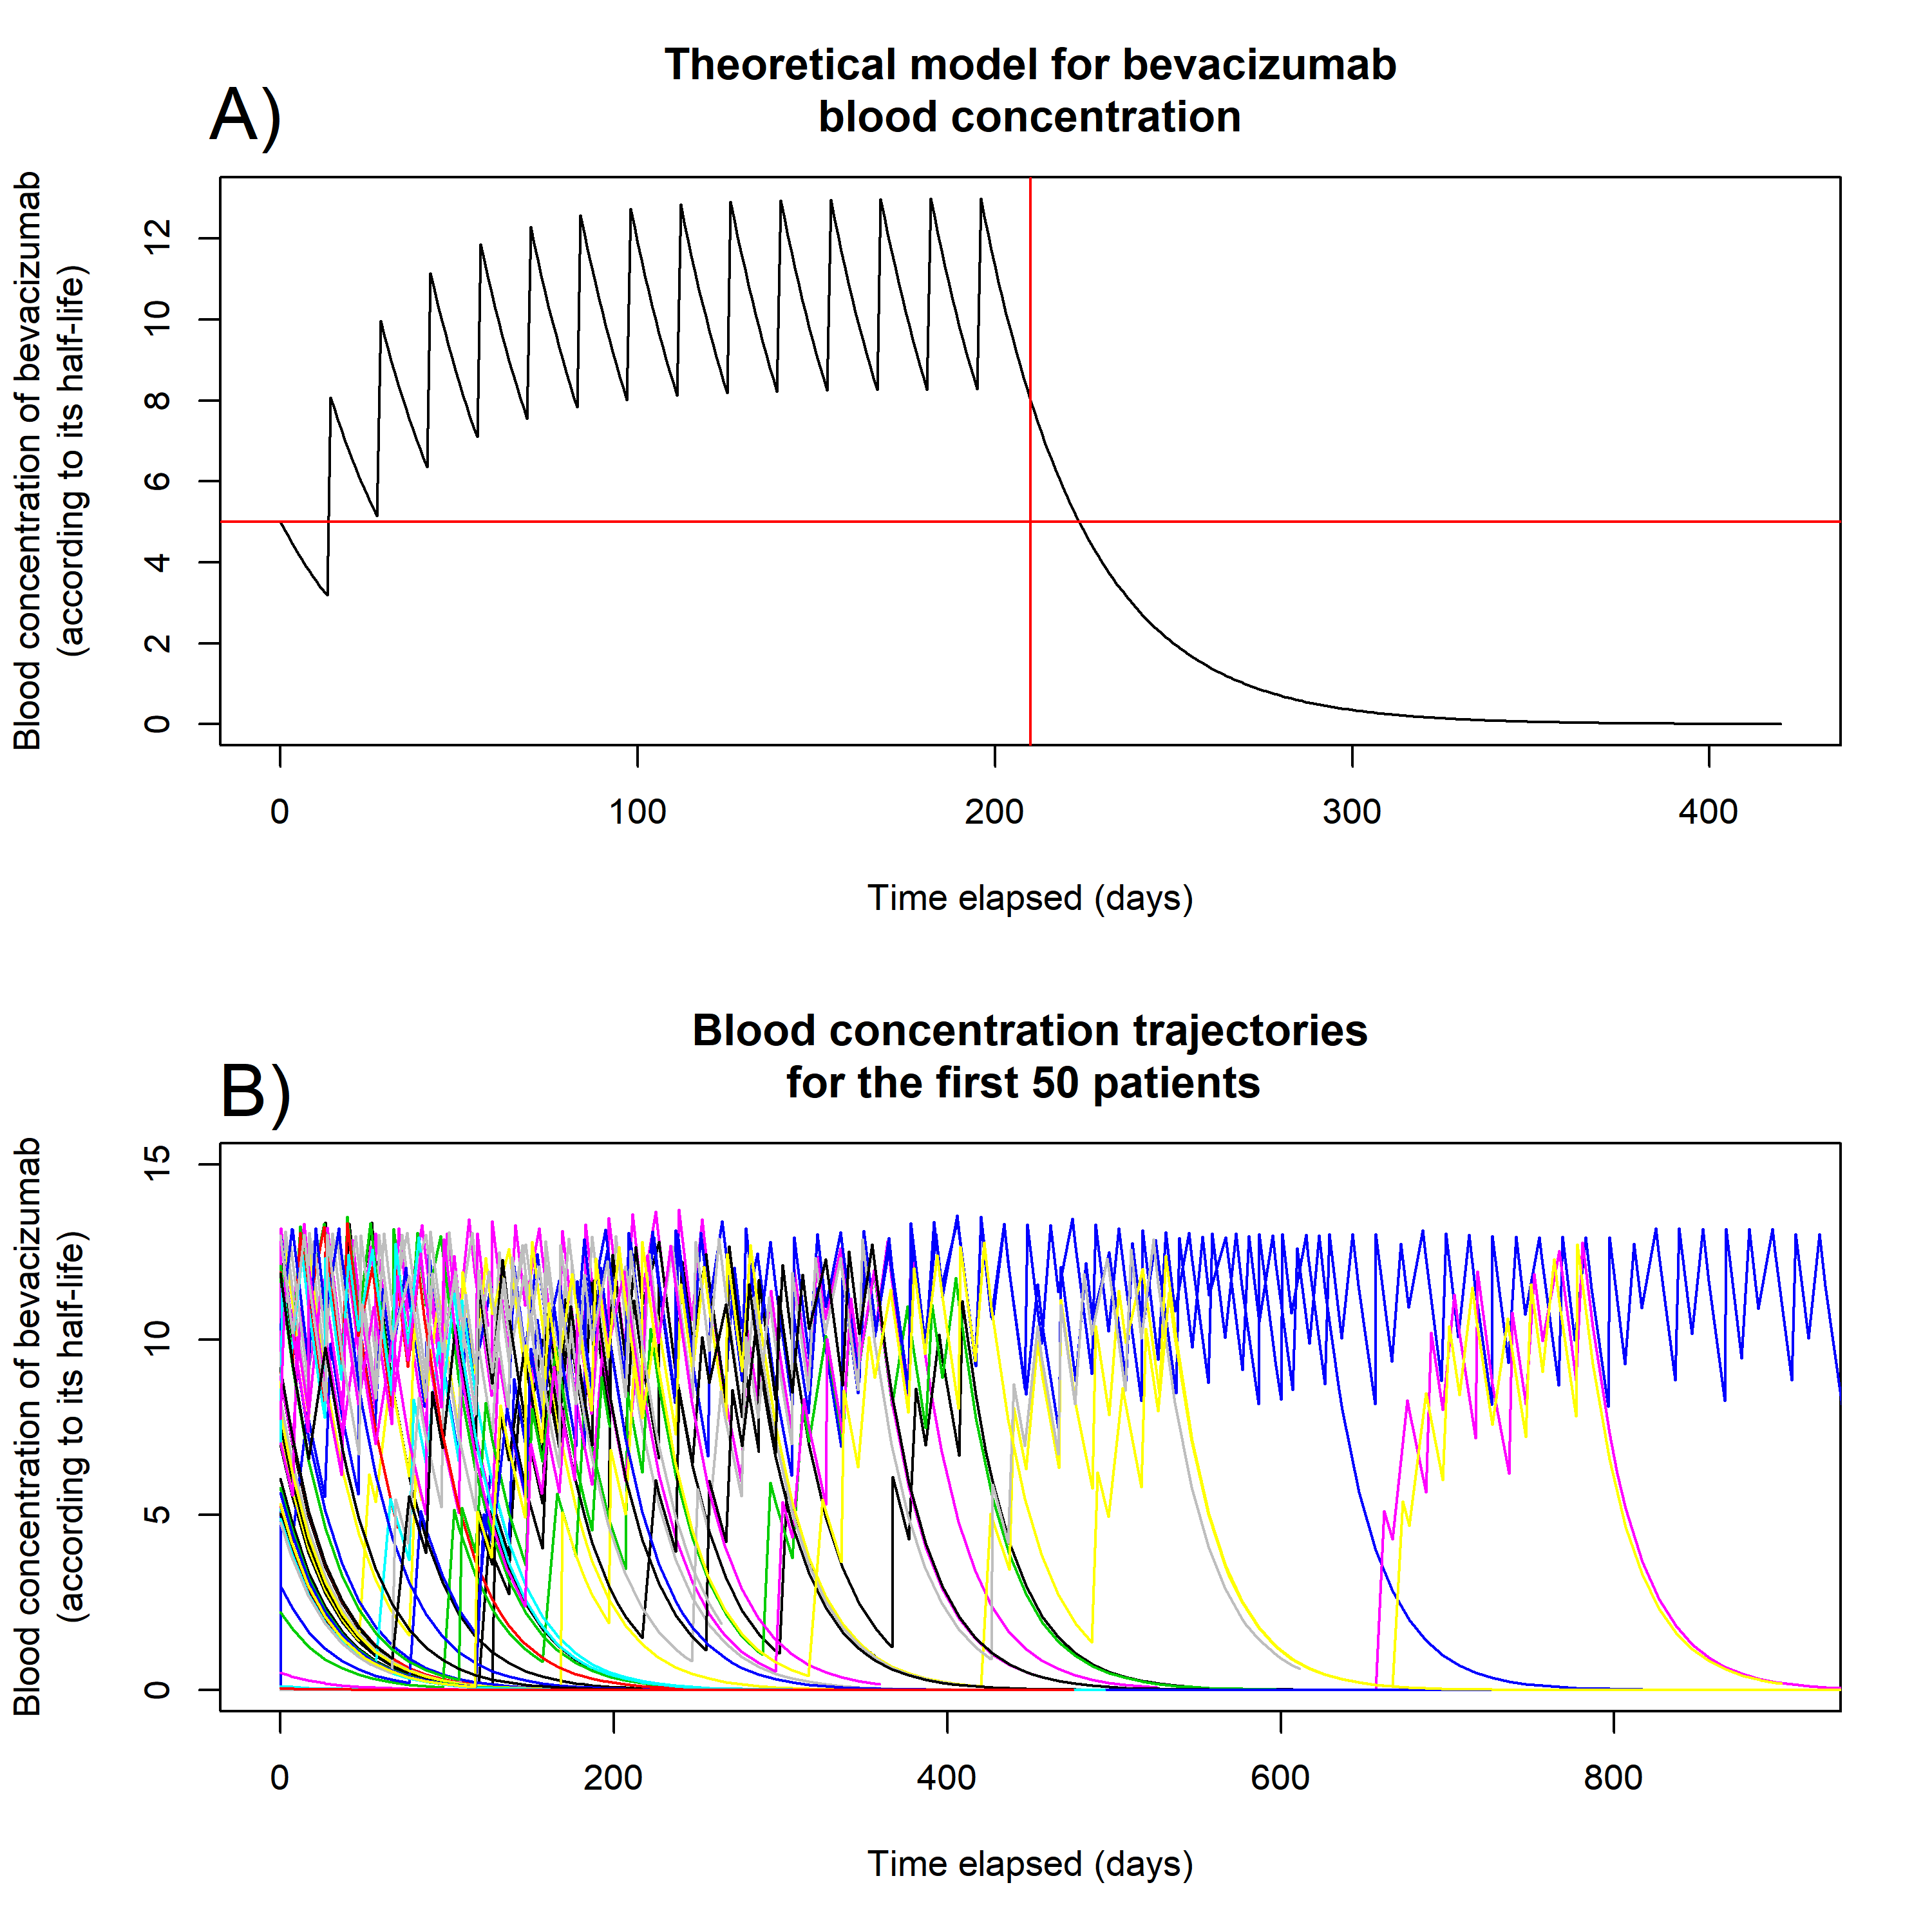 A)
Theoretical model for bevacizumab
blood concentration
Blood concentration of bevacizumab
(according to its half-life)
12
10
8
6
4
2
0
0 100 200 300 400
Time elapsed (days)
B)
Blood concentration trajectories
for the first 50 patients
Blood concentration of bevacizumab
(according to its half-life)
15
10
5
0
0 200 400 600 800
Time elapsed (days)